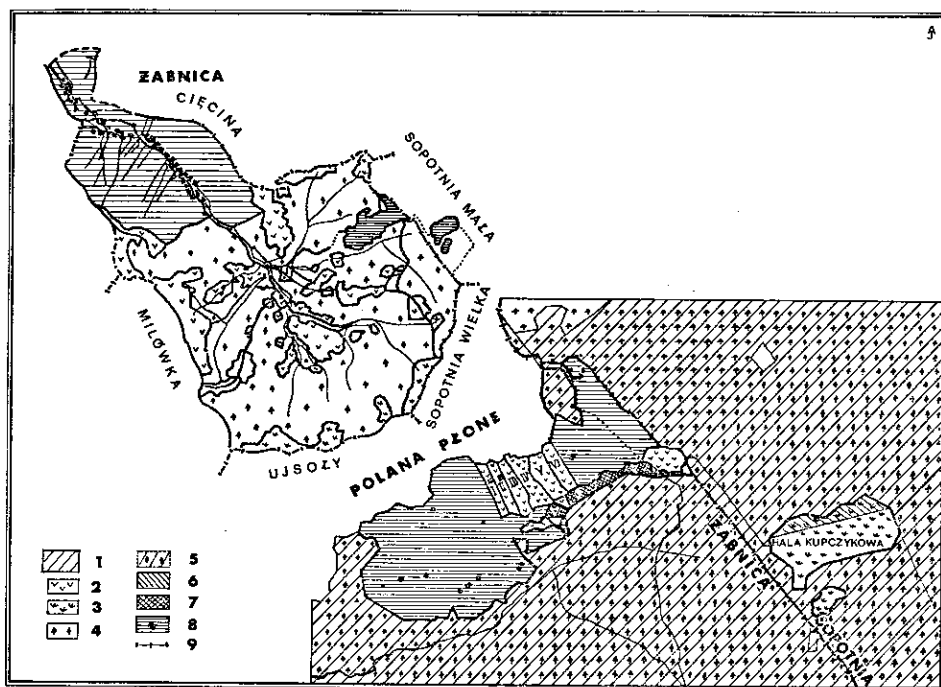 ŻABNICA
CIĘCINA
SOPOTNIA MAŁA
MILÓWKA
SOPOTNIA WIELKA
UJSOŁY
POLANA PŁONE
ŻABNICA
HALA KUPCZYKOWA
SOPOTNIA
1
2
3
4
5
6
7
8
9